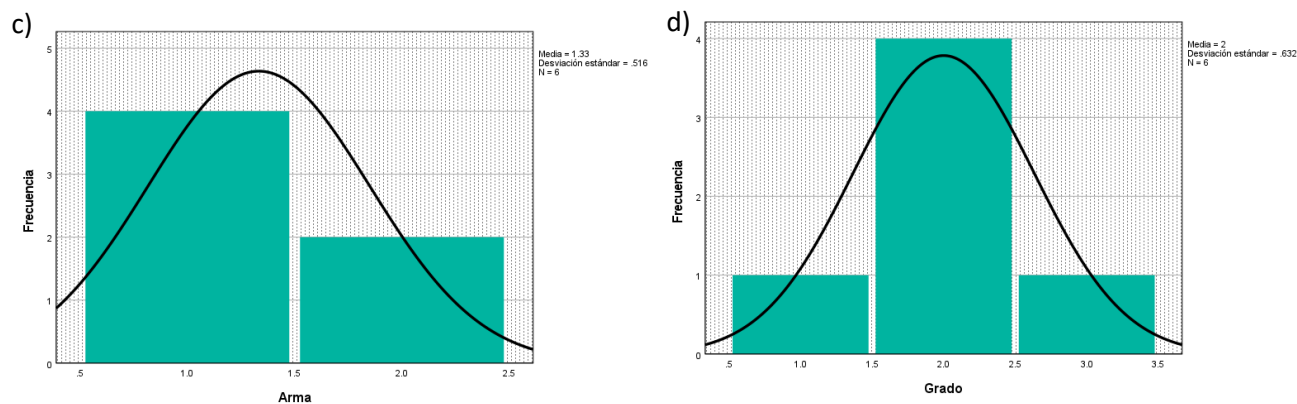 c)
Frecuencia
5
4
3
2
1
0
.5 1.0 1.5 2.0 2.5
Arma
Media = 1.33
Desviación estándar = .516
N = 6
d)
Frecuencia
4
3
2
1
0
.5 1.0 1.5 2.0 2.5 3.0 3.5
Grado
Media = 2
Desviación estándar = .632
N = 6